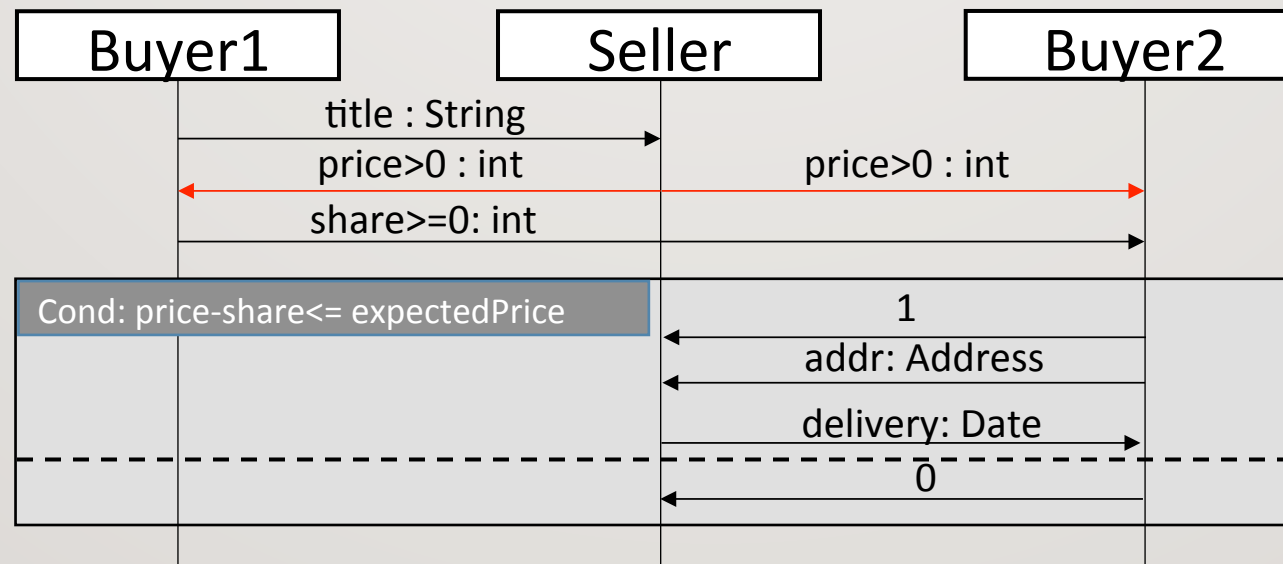 Buyer1 Seller Buyer2
title : String
price>0 : int price>0 : int
share>=0: int
Cond: price-share<= expectedPrice
1
addr: Address
delivery: Date
0